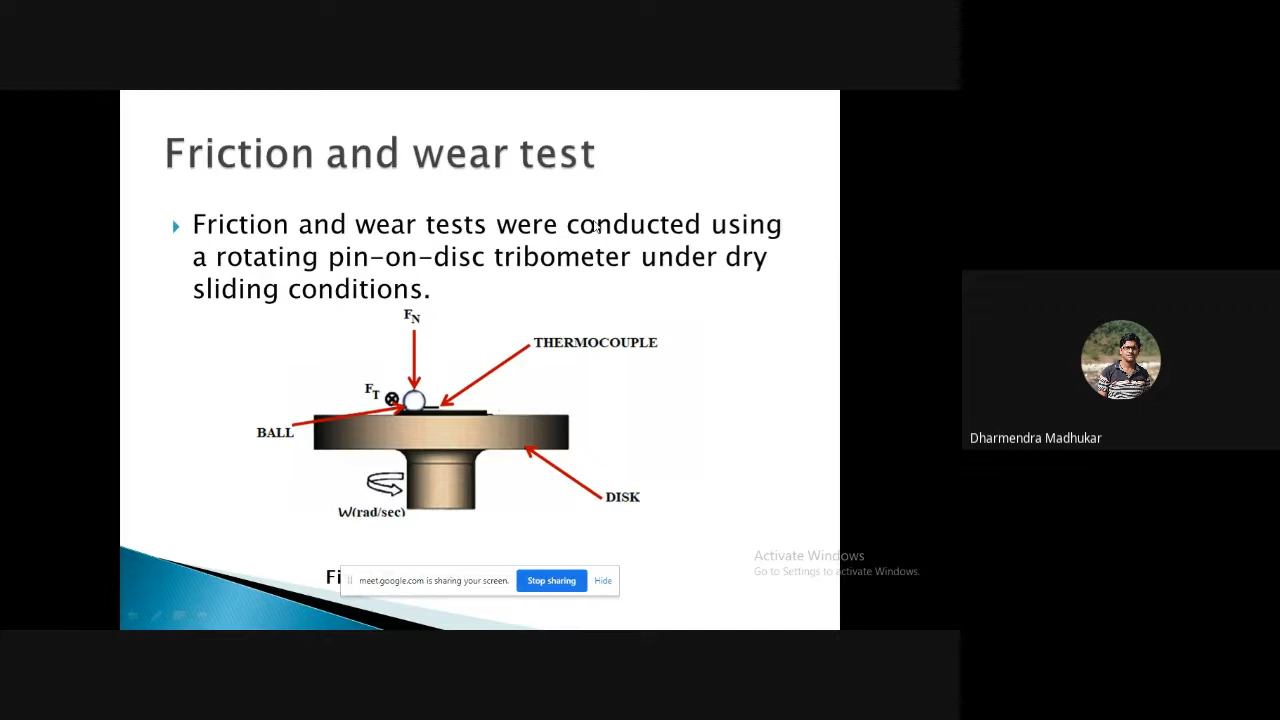 Friction and wear test
Friction and wear tests were conducted using
a rotating pin-on-disc tribometer under dry
sliding conditions.
FN
THERMOCOUPLE
FT
BALL
DISK
W(rad/sec)
meet.google.com is sharing your screen.
Stop sharing
Hide
Activate Windows
Go to Settings to activate Windows.
Dharmendra Madhukar